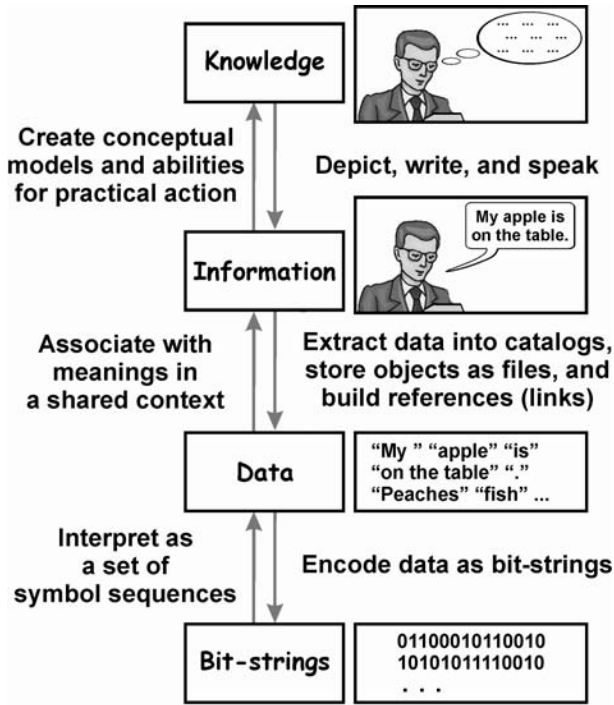 Knowledge
... ...
... ... ...
... ... ...
Create conceptual
models and abilities
for practical action
Depict, write, and speak
Information
My apple is
on the table.
Associate with
meanings in
a shared context
Extract data into catalogs,
store objects as files, and
build references (links)
Data
“My ” “apple” “is”
“on the table” “.”
“Peaches” “fish” ...
Interpret as
a set of
symbol sequences
Encode data as bit-strings
Bit-strings
01100010110010
10101011110010
. . .